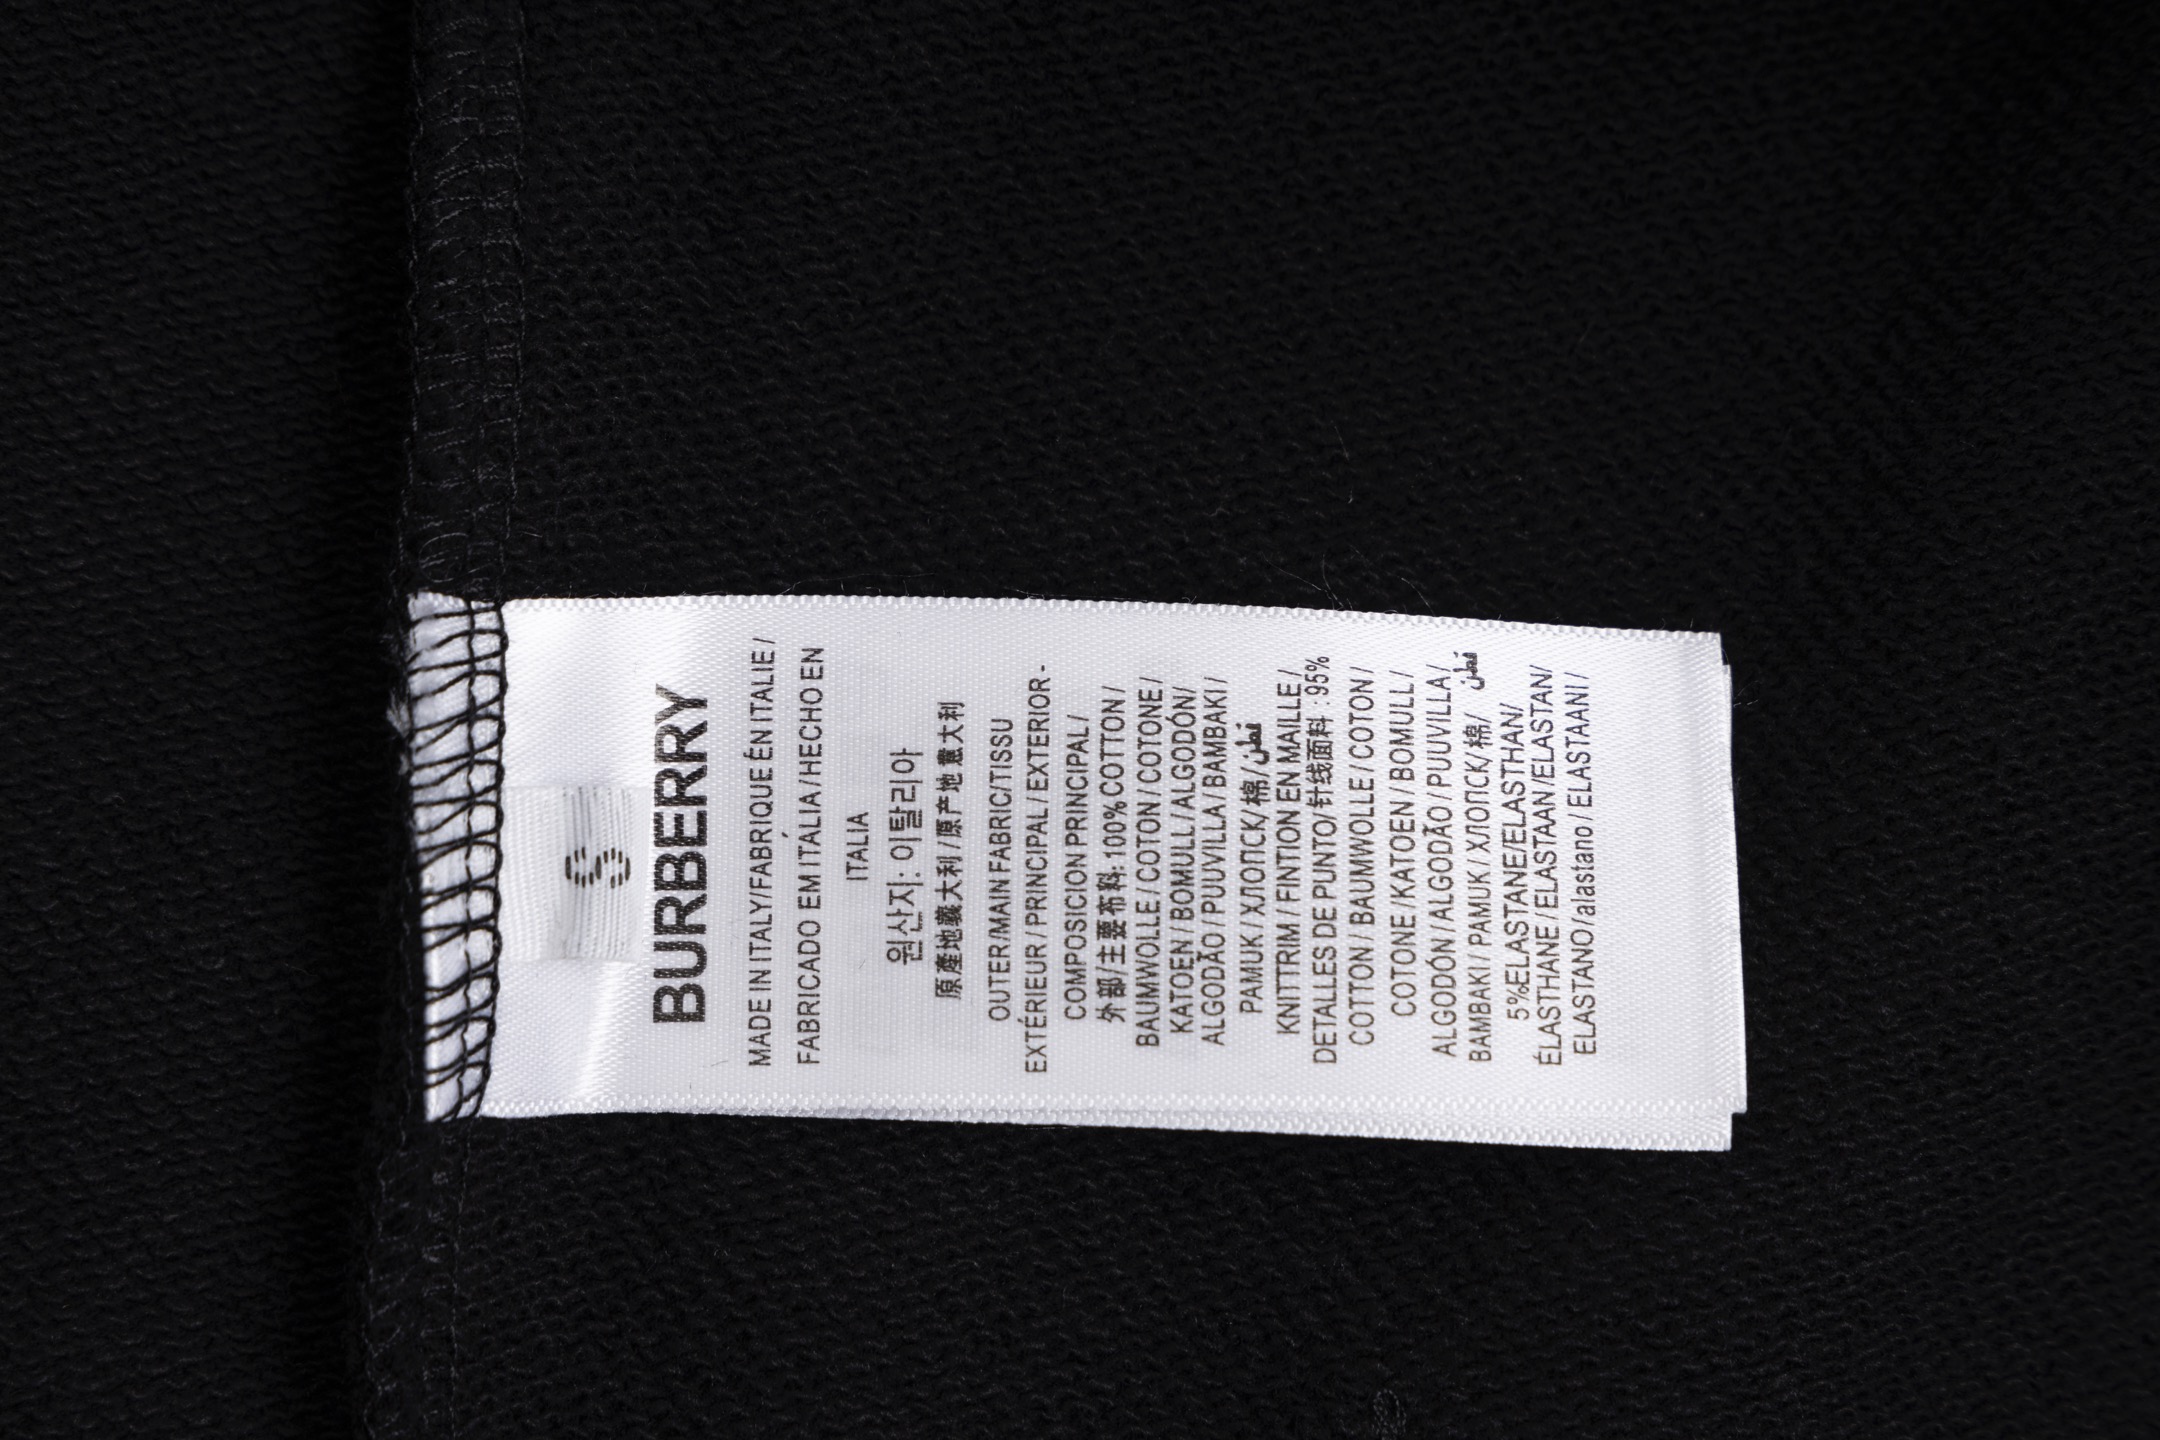 S
BURBERRY
MADE IN ITALY/FABRIQUE ÉN ITALIE/
FABRICADO EM ITÁLIA/HECHO EN
ITALIA
원산지: 이탈리아
原產地義大利/原产地意大利
OUTER/MAIN FABRIC/TISSU
EXTÉRIEUR/PRINCIPAL/EXTERIOR-
COMPOSICION PRINCIPAL/
外部/主要布料:100% COTTON/
BAUMWOLLE/COTON/COTONE/
KATOEN/BOMULL/ALGODÓN/
ALGODÃO/PUUVILLA BAMBAKI/
PAMUK/ХЛОПСК/棉/قطن
KNITTRIM/FINTION EN MAILLE/
DETALLES DE PUNTO/针线面料:95%
COTTON/BAUMWOLLE/COTON/
COTONE/KATOEN/BOMULL/
ALGODÓN/ALGODÃO/PUUVILLA/
BAMBAKI/PAMUK/ХЛОПСК/棉/قطن
5%ELASTANE/ELASTHAN/
ÉLASTHANE/ELASTAAN/ELASTAN/
ELASTANO/alastano/ELASTAANI/